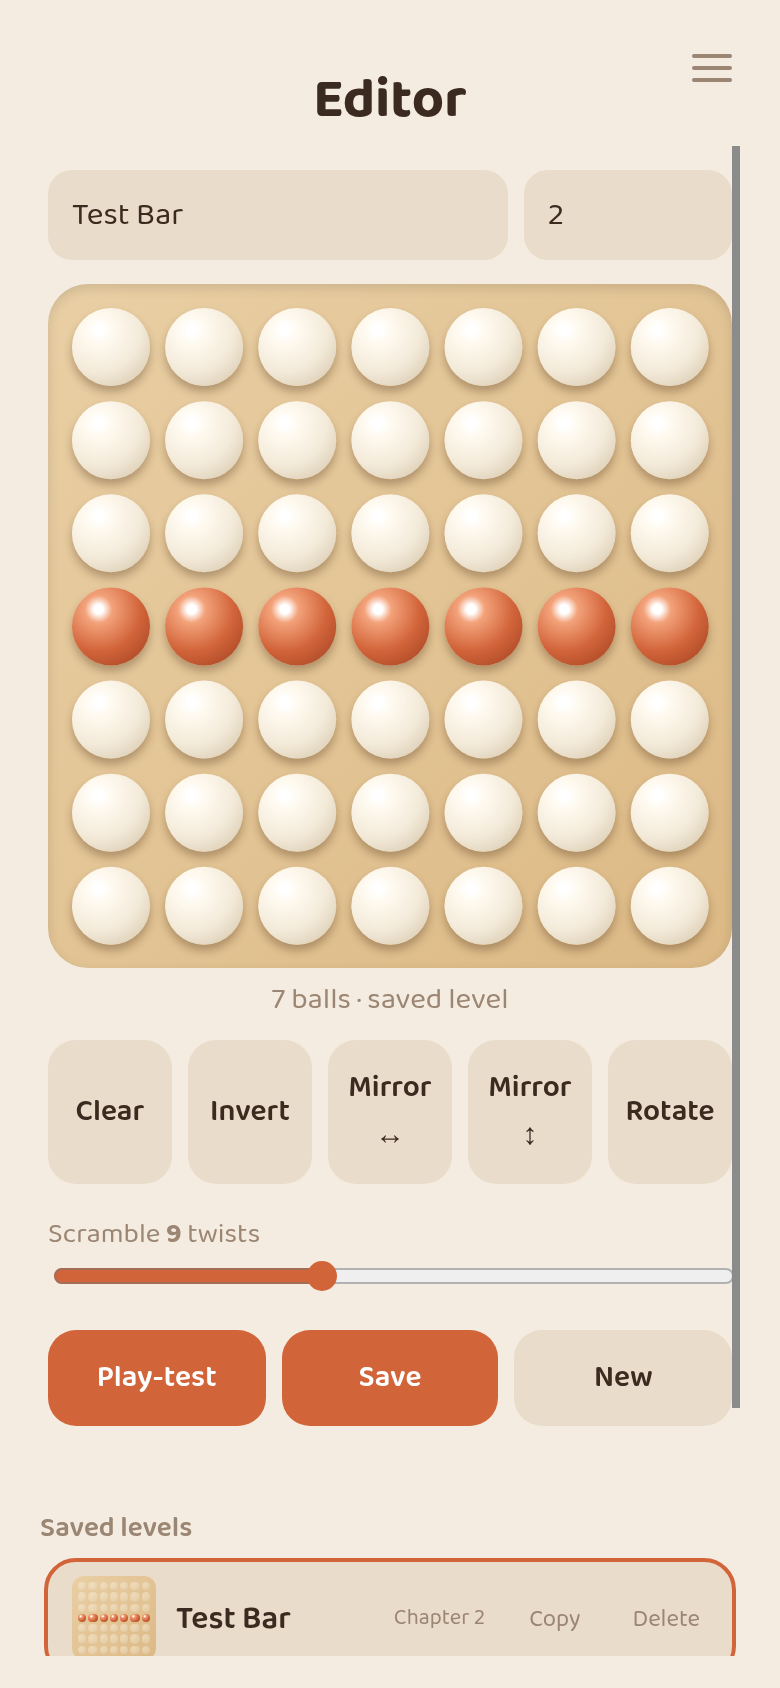 Editor
Test Bar
2
7 balls · saved level
Clear
Invert
Mirror
↔
Mirror
↕
Rotate
Scramble 9 twists
Play-test
Save
New
Saved levels
Test Bar
Chapter 2
Copy
Delete